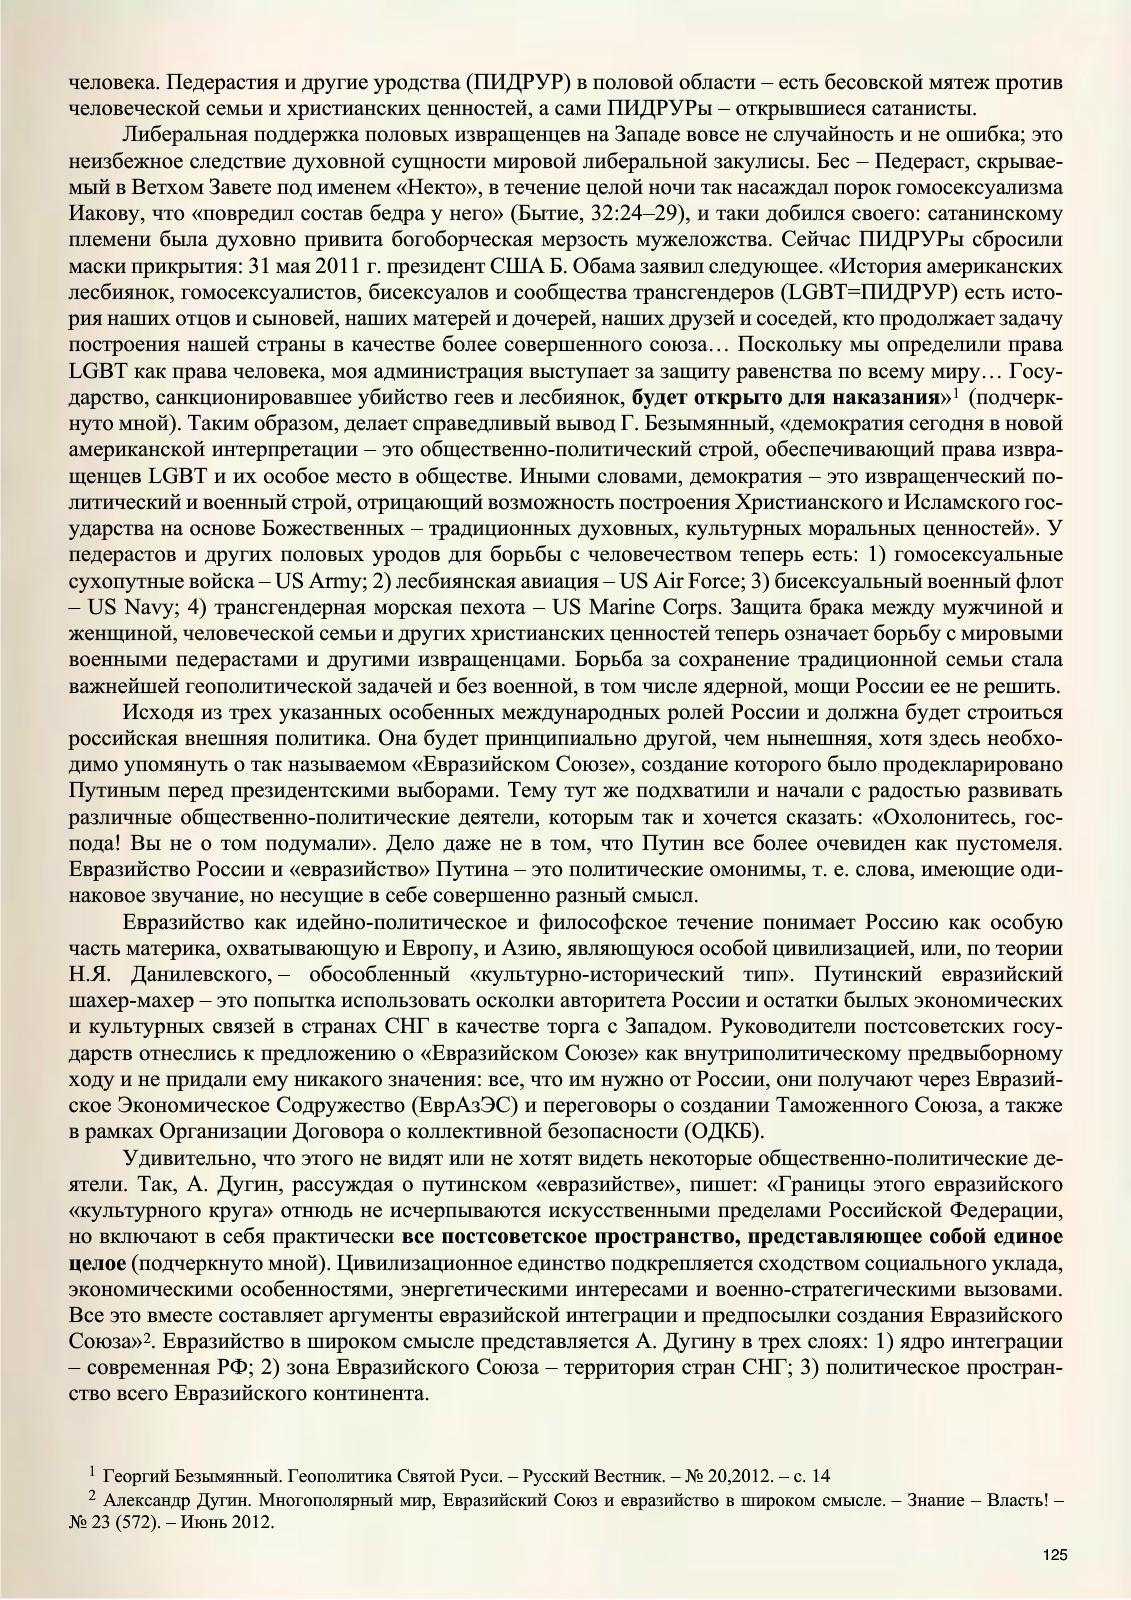 человека. Педерастия и другие уродства (ПИДРУР) в половой области – есть бесовской мятеж против
человеческой семьи и христианских ценностей, а сами ПИДРУРы – открывшиеся сатанисты.
Либеральная поддержка половых извращенцев на Западе вовсе не случайность и не ошибка; это
неизбежное следствие духовной сущности мировой либеральной закулисы. Бес – Педераст, скрывае-
мый в Ветхом Завете под именем «Некто», в течение целой ночи так насаждал порок гомосексуализма
Иакову, что «повредил состав бедра у него» (Бытие, 32:24–29), и таки добился своего: сатанинскому
племени была духовно привита богоборческая мерзость мужеложства. Сейчас ПИДРУРы сбросили
маски прикрытия: 31 мая 2011 г. президент США Б. Обама заявил следующее. «История американских
лесбиянок, гомосексуалистов, бисексуалов и сообщества трансгендеров (LGBT=ПИДРУР) есть исто-
рия наших отцов и сыновей, наших матерей и дочерей, наших друзей и соседей, кто продолжает задачу
построения нашей страны в качестве более совершенного союза… Поскольку мы определили права
LGBT как права человека, моя администрация выступает за защиту равенства по всему миру… Госу-
дарство, санкционировавшее убийство геев и лесбиянок, будет открыто для наказания»1 (подчерк-
нуто мной). Таким образом, делает справедливый вывод Г. Безымянный, «демократия сегодня в новой
американской интерпретации – это общественно-политический строй, обеспечивающий права извра-
щенцев LGBT и их особое место в обществе. Иными словами, демократия – это извращенческий по-
литический и военный строй, отрицающий возможность построения Христианского и Исламского гос-
ударства на основе Божественных – традиционных духовных, культурных моральных ценностей». У
педерастов и других половых уродов для борьбы с человечеством теперь есть: 1) гомосексуальные
сухопутные войска – US Army; 2) лесбиянская авиация – US Air Force; 3) бисексуальный военный флот
– US Navy; 4) трансгендерная морская пехота – US Marine Corps. Защита брака между мужчиной и
женщиной, человеческой семьи и других христианских ценностей теперь означает борьбу с мировыми
военными педерастами и другими извращенцами. Борьба за сохранение традиционной семьи стала
важнейшей геополитической задачей и без военной, в том числе ядерной, мощи России ее не решить.
Исходя из трех указанных особенных международных ролей России и должна будет строиться
российская внешняя политика. Она будет принципиально другой, чем нынешняя, хотя здесь необхо-
димо упомянуть о так называемом «Евразийском Союзе», создание которого было продекларировано
Путиным перед президентскими выборами. Тему тут же подхватили и начали с радостью развивать
различные общественно-политические деятели, которым так и хочется сказать: «Охолонитесь, гос-
пода! Вы не о том подумали». Дело даже не в том, что Путин все более очевиден как пустомеля.
Евразийство России и «евразийство» Путина – это политические омонимы, т. е. слова, имеющие оди-
наковое звучание, но несущие в себе совершенно разный смысл.
Евразийство как идейно-политическое и философское течение понимает Россию как особую
часть материка, охватывающую и Европу, и Азию, являющуюся особой цивилизацией, или, по теории
Н.Я. Данилевского, – обособленный «культурно-исторический тип». Путинский евразийский
шахер-махер – это попытка использовать осколки авторитета России и остатки былых экономических
и культурных связей в странах СНГ в качестве торга с Западом. Руководители постсоветских госу-
дарств отнеслись к предложению о «Евразийском Союзе» как внутриполитическому предвыборному
ходу и не придали ему никакого значения: все, что им нужно от России, они получают через Евразий-
ское Экономическое Содружество (ЕврАзЭС) и переговоры о создании Таможенного Союза, а также
в рамках Организации Договора о коллективной безопасности (ОДКБ).
Удивительно, что этого не видят или не хотят видеть некоторые общественно-политические де-
ятели. Так, А. Дугин, рассуждая о путинском «евразийстве», пишет: «Границы этого евразийского
«культурного круга» отнюдь не исчерпываются искусственными пределами Российской Федерации,
но включают в себя практически все постсоветское пространство, представляющее собой единое
целое (подчеркнуто мной). Цивилизационное единство подкрепляется сходством социального уклада,
экономическими особенностями, энергетическими интересами и военно-стратегическими вызовами.
Все это вместе составляет аргументы евразийской интеграции и предпосылки создания Евразийского
Союза»2. Евразийство в широком смысле представляется А. Дугину в трех слоях: 1) ядро интеграции
– современная РФ; 2) зона Евразийского Союза – территория стран СНГ; 3) политическое простран-
ство всего Евразийского континента.
1 Георгий Безымянный. Геополитика Святой Руси. – Русский Вестник. – № 20,2012. – с. 14
2 Александр Дугин. Многополярный мир, Евразийский Союз и евразийство в широком смысле. – Знание – Власть! –
№ 23 (572). – Июнь 2012.
125